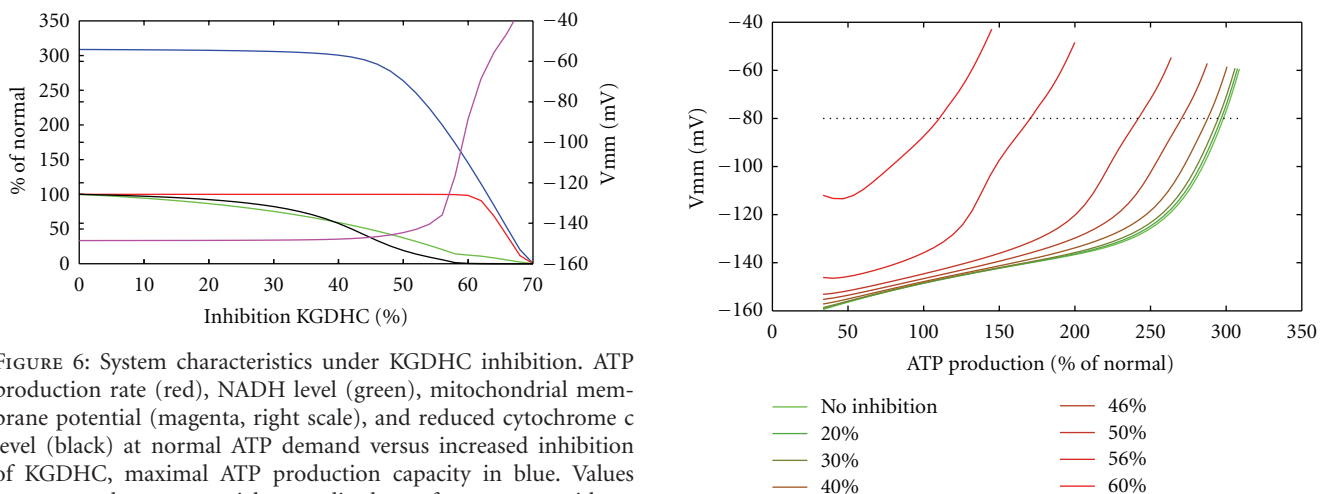 350
300
250
200
150
100
50
0
% of normal
−40
−60
−80
−100
−120
−140
−160
Vmm (mV)
0 10 20 30 40 50 60 70
Inhibition KGDHC (%)
FIGURE 6: System characteristics under KGDHC inhibition. ATP
production rate (red), NADH level (green), mitochondrial mem-
brane potential (magenta, right scale), and reduced cytochrome c
level (black) at normal ATP demand versus increased inhibition
of KGDHC, maximal ATP production capacity in blue. Values
−40
−60
−80
−100
−120
−140
−160
Vmm (mV)
0 50 100 150 200 250 300 350
ATP production (% of normal)
No inhibition
20%
30%
40%
46%
50%
56%
60%